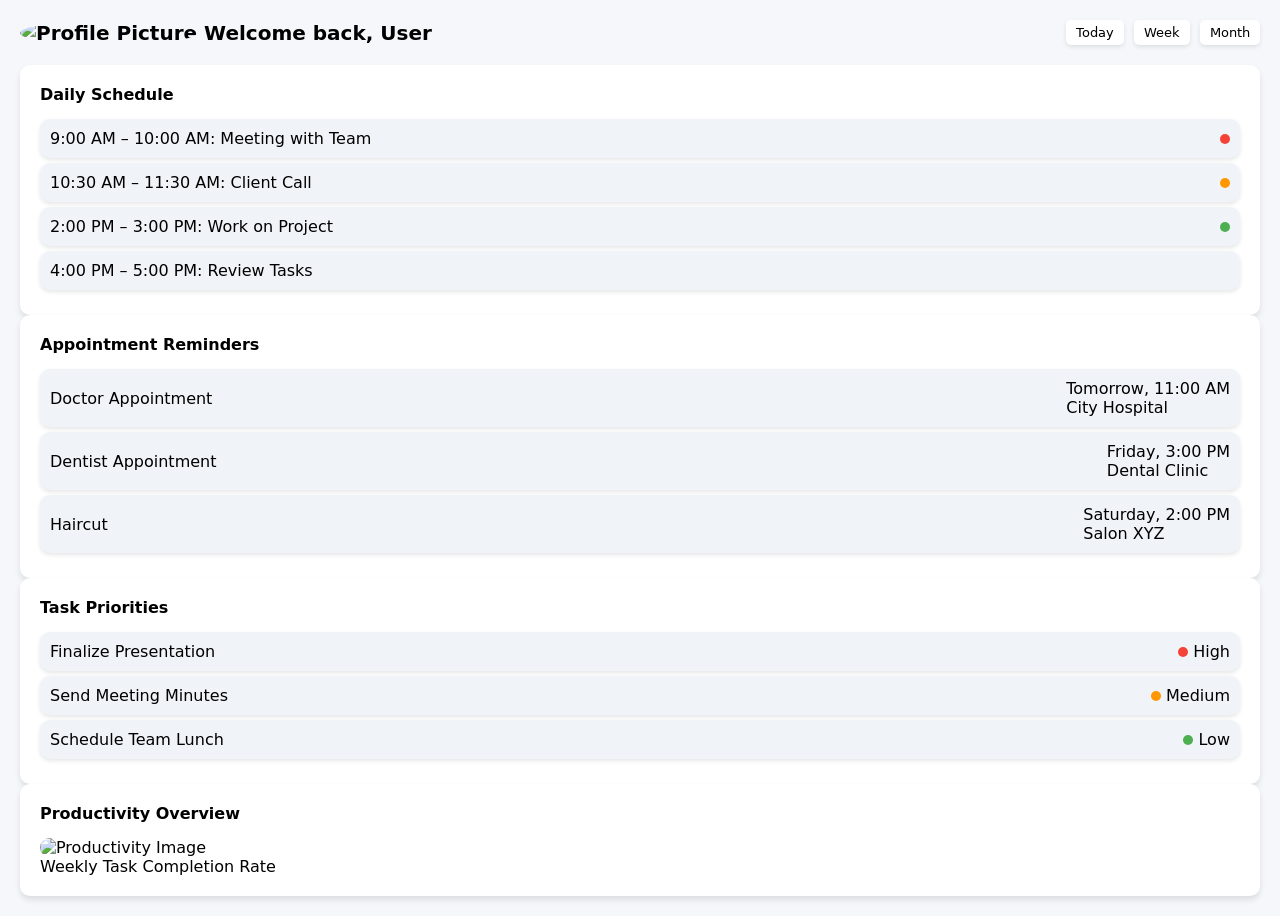 Profile Picture Welcome back, User
Today Week Month
Daily Schedule
9:00 AM – 10:00 AM: Meeting with Team
10:30 AM – 11:30 AM: Client Call
2:00 PM – 3:00 PM: Work on Project
4:00 PM – 5:00 PM: Review Tasks
Appointment Reminders
Doctor Appointment
Tomorrow, 11:00 AM
City Hospital
Dentist Appointment
Friday, 3:00 PM
Dental Clinic
Haircut
Saturday, 2:00 PM
Salon XYZ
Task Priorities
Finalize Presentation High
Send Meeting Minutes Medium
Schedule Team Lunch Low
Productivity Overview
Productivity Image
Weekly Task Completion Rate